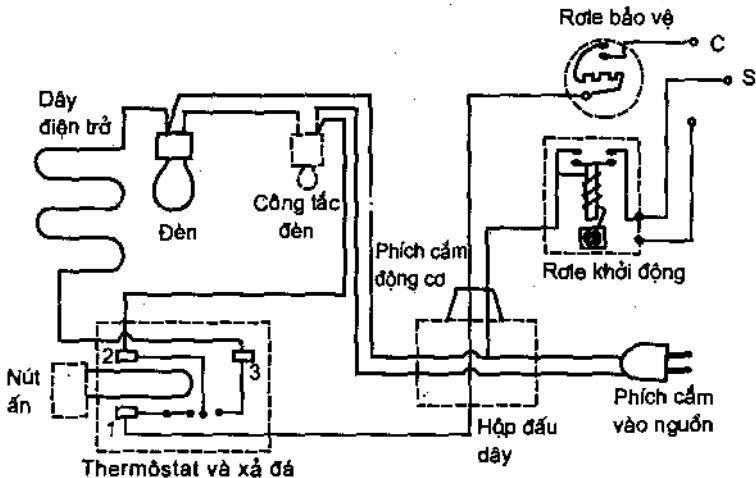 Rơle bảo vệ
C
S
Dây
điện trở
Đèn
Công tắc
đèn
Phích cắm
động cơ
Rơle khởi động
2
3
Nút
ấn
1
Hộp đấu
dây
Phích cắm
vào nguồn
Thermôstat và xả đá